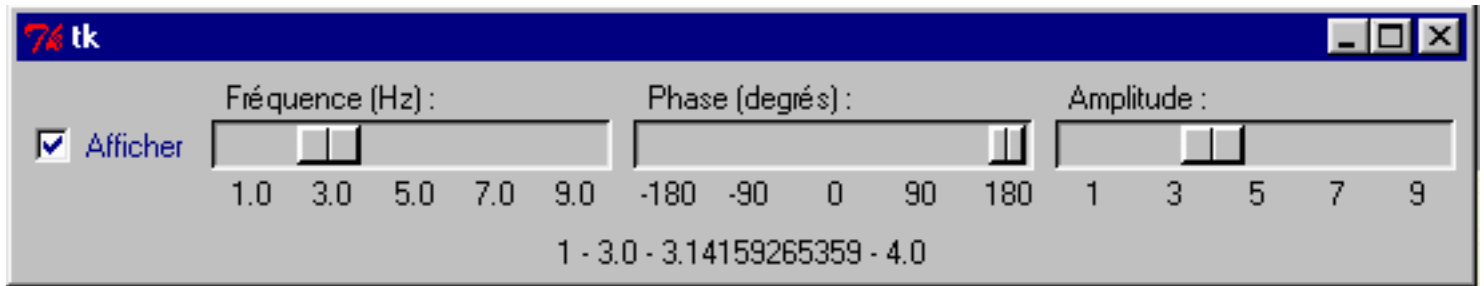 tk
Fréquence (Hz) : Phase (degrés) : Amplitude :
Afficher
1.0 3.0 5.0 7.0 9.0 -180 -90 0 90 180 1 3 5 7 9
1 - 3.0 - 3.14159265359 - 4.0